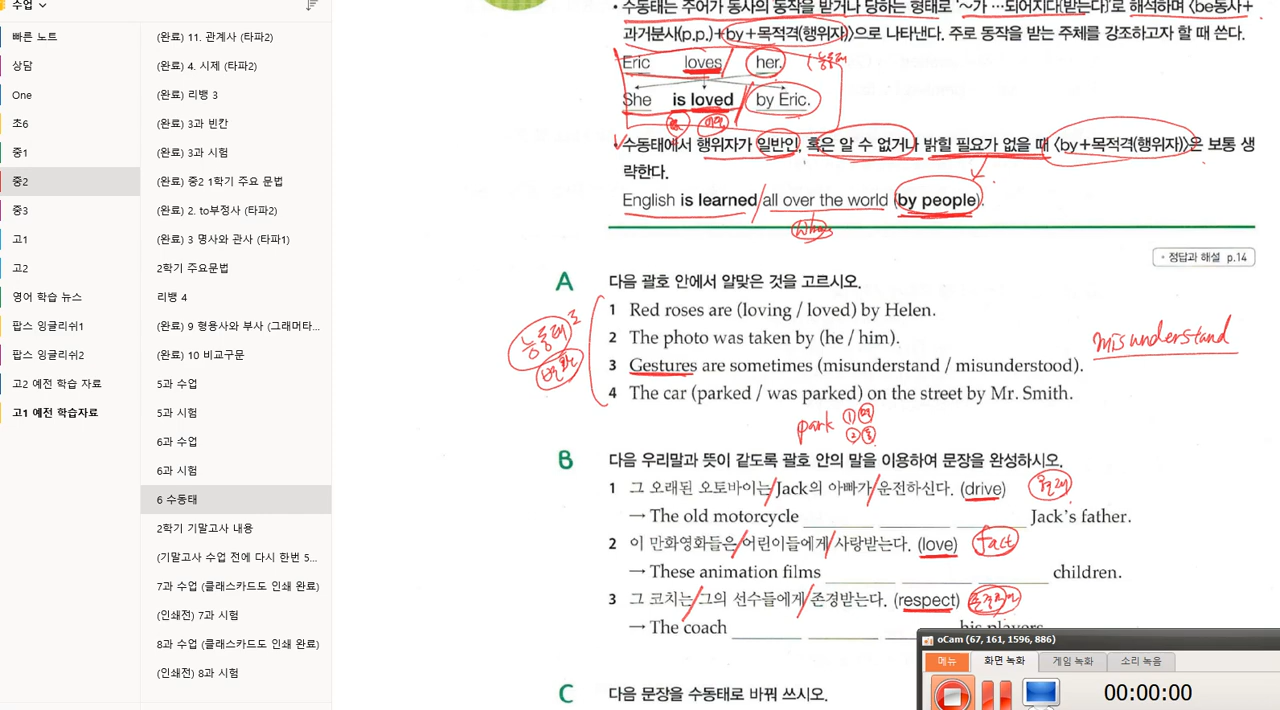 수업
빠른 노트
상담
One
초6
중1
중2
중3
고1
고2
영어 학습 뉴스
팝스 잉글리쉬1
팝스 잉글리쉬2
고2 예전 학습 자료
고1 예전 학습자료
(완료) 11. 관계사 (타파2)
(완료) 4. 시제 (타파2)
(완료) 리뱅 3
(완료) 3과 빈칸
(완료) 3과 시험
(완료) 중2 1학기 주요 문법
(완료) 2. to부정사 (타파2)
(완료) 3 명사와 관사 (타파1)
2학기 주요문법
리뱅 4
(완료) 9 형용사와 부사 (그래머타...
(완료) 10 비교구문
5과 수업
5과 시험
6과 수업
6과 시험
6 수동태
2학기 기말고사 내용
(기말고사 수업 전에 다시 한번 5...
7과 수업 (클래스카드도 인쇄 완료)
(인쇄전) 7과 시험
8과 수업 (클래스카드도 인쇄 완료)
(인쇄전) 8과 시험
• 수동태는 주어가 동사의 동작을 받거나 당하는 형태로 '~가 …되어지다(받는다)'로 해석하며 〈be동사+
과거분사(p.p.)+by+목적격(행위자)〉으로 나타낸다. 주로 동작을 받는 주체를 강조하고자 할 때 쓴다.
Eric loves her. (능동태
She is loved by Eric.
수동태에서 행위자가 일반인, 혹은 알 수 없거나 밝힐 필요가 없을 때 〈by+목적격(행위자)〉은 보통 생
략한다.
English is learned all over the world (by people).
• 정답과 해설 p.14
A 다음 괄호 안에서 알맞은 것을 고르시오.
1 Red roses are (loving / loved) by Helen.
능동태로
변환
2 The photo was taken by (he / him).
misunderstand
3 Gestures are sometimes (misunderstand / misunderstood).
4 The car (parked / was parked) on the street by Mr. Smith.
park ① 명
② 동
B 다음 우리말과 뜻이 같도록 괄호 안의 말을 이용하여 문장을 완성하시오.
1 그 오래된 오토바이는 Jack의 아빠가 운전하신다. (drive) 현재
→ The old motorcycle Jack's father.
2 이 만화영화들은 어린이들에게 사랑받는다. (love) fact
→ These animation films children.
3 그 코치는 그의 선수들에게 존경받는다. (respect)
→ The coach his players.
C 다음 문장을 수동태로 바꿔 쓰시오.
oCam (67, 161, 1596, 886)
메뉴 화면 녹화 게임 녹화 소리 녹음
00:00:00